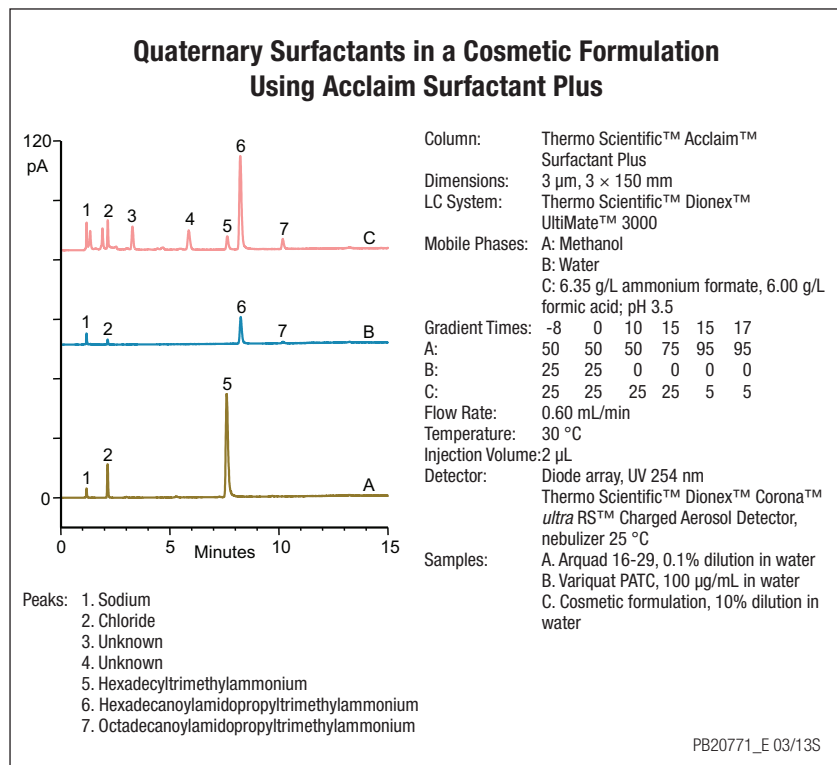 Quaternary Surfactants in a Cosmetic Formulation
Using Acclaim Surfactant Plus
120
pA
6
1 2 3 4 5 7
C
6
1 2 7
B
5
2
1
A
0
0 5 10 15
Minutes
Column: Thermo Scientific™ Acclaim™
Surfactant Plus
Dimensions: 3 µm, 3 × 150 mm
LC System: Thermo Scientific™ Dionex™
UltiMate™ 3000
Mobile Phases: A: Methanol
B: Water
C: 6.35 g/L ammonium formate, 6.00 g/L
formic acid; pH 3.5
Gradient Times: -8 0 10 15 15 17
A: 50 50 50 75 95 95
B: 25 25 0 0 0 0
C: 25 25 25 25 5 5
Flow Rate: 0.60 mL/min
Temperature: 30 °C
Injection Volume: 2 µL
Detector: Diode array, UV 254 nm
Thermo Scientific™ Dionex™ Corona™
ultra RS™ Charged Aerosol Detector,
nebulizer 25 °C
Samples: A. Arquad 16-29, 0.1% dilution in water
B. Variquat PATC, 100 µg/mL in water
C. Cosmetic formulation, 10% dilution in
water
Peaks: 1. Sodium
2. Chloride
3. Unknown
4. Unknown
5. Hexadecyltrimethylammonium
6. Hexadecanoylamidopropyltrimethylammonium
7. Octadecanoylamidopropyltrimethylammonium
PB20771_E 03/13S